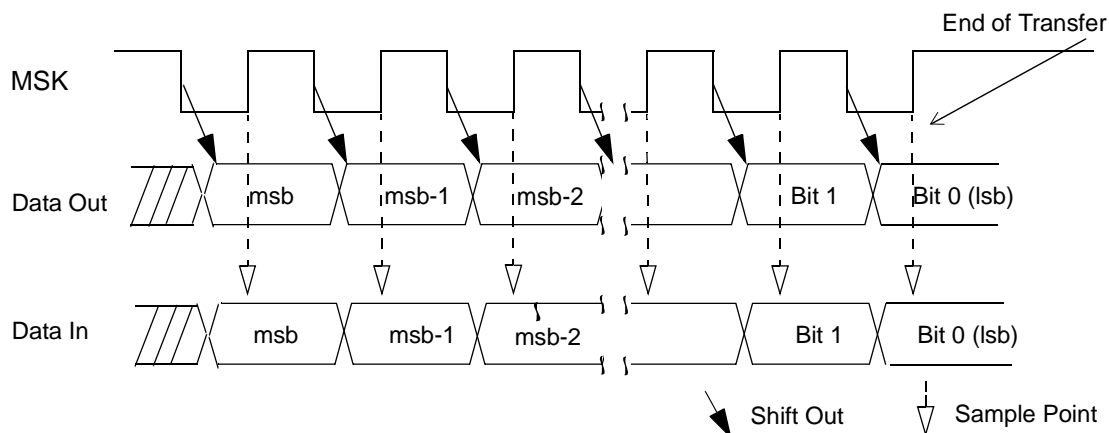 End of Transfer
MSK
Data Out
msb
msb-1
msb-2
Bit 1
Bit 0 (lsb)
Data In
msb
msb-1
msb-2
Bit 1
Bit 0 (lsb)
Shift Out
Sample Point